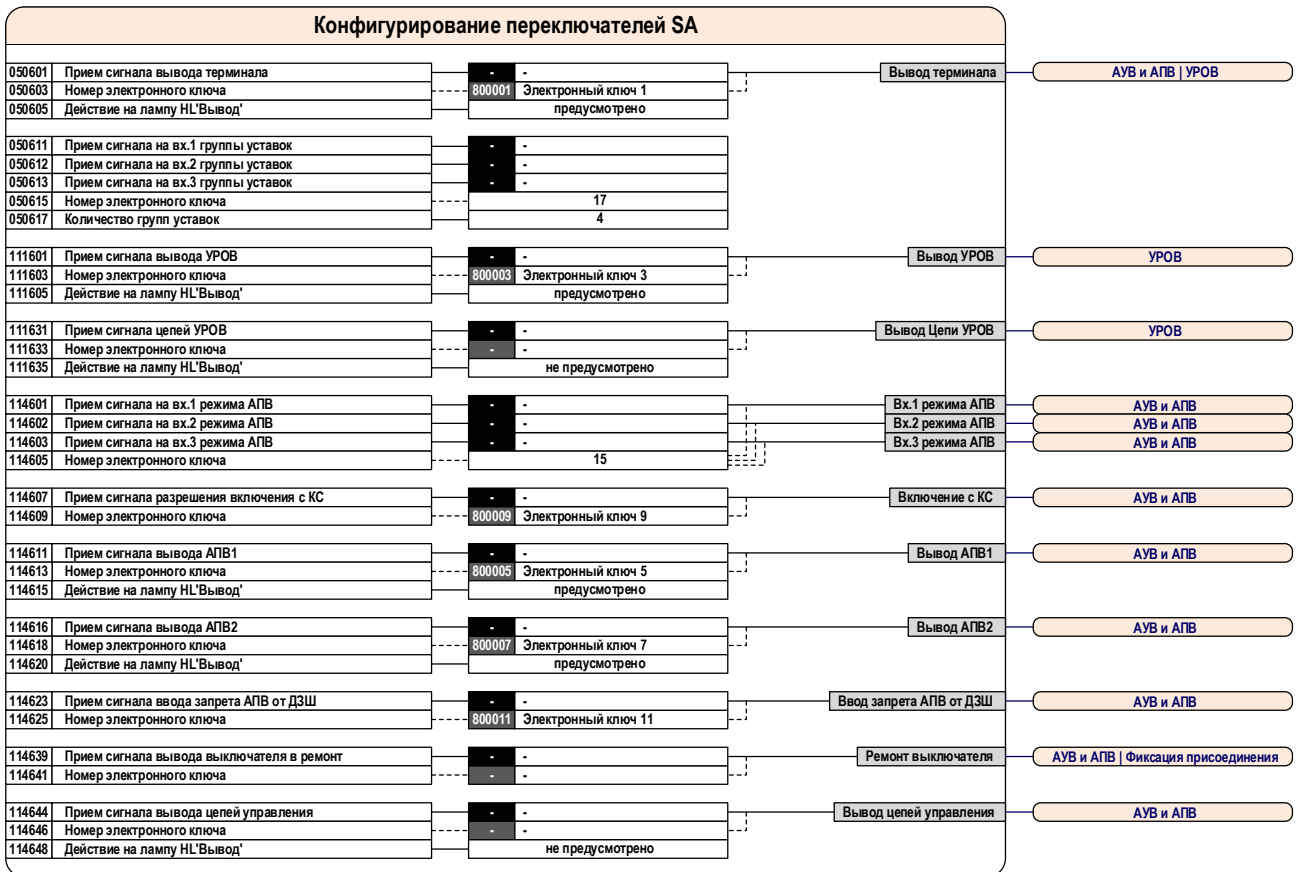 Конфигурирование переключателей SA
050601 Прием сигнала вывода терминала - - Вывод терминала АУВ и АПВ | УРОВ
050603 Номер электронного ключа 800001 Электронный ключ 1
050605 Действие на лампу HL'Вывод' предусмотрено
050611 Прием сигнала на вх.1 группы уставок - -
050612 Прием сигнала на вх.2 группы уставок - -
050613 Прием сигнала на вх.3 группы уставок - -
050615 Номер электронного ключа 17
050617 Количество групп уставок 4
111601 Прием сигнала вывода УРОВ - - Вывод УРОВ УРОВ
111603 Номер электронного ключа 800003 Электронный ключ 3
111605 Действие на лампу HL'Вывод' предусмотрено
111631 Прием сигнала цепей УРОВ - - Вывод Цепи УРОВ УРОВ
111633 Номер электронного ключа - -
111635 Действие на лампу HL'Вывод' не предусмотрено
114601 Прием сигнала на вх.1 режима АПВ - - Вх.1 режима АПВ АУВ и АПВ
114602 Прием сигнала на вх.2 режима АПВ - - Вх.2 режима АПВ АУВ и АПВ
114603 Прием сигнала на вх.3 режима АПВ - - Вх.3 режима АПВ АУВ и АПВ
114605 Номер электронного ключа 15
114607 Прием сигнала разрешения включения с КС - - Включение с КС АУВ и АПВ
114609 Номер электронного ключа 800009 Электронный ключ 9
114611 Прием сигнала вывода АПВ1 - - Вывод АПВ1 АУВ и АПВ
114613 Номер электронного ключа 800005 Электронный ключ 5
114615 Действие на лампу HL'Вывод' предусмотрено
114616 Прием сигнала вывода АПВ2 - - Вывод АПВ2 АУВ и АПВ
114618 Номер электронного ключа 800007 Электронный ключ 7
114620 Действие на лампу HL'Вывод' предусмотрено
114623 Прием сигнала ввода запрета АПВ от ДЗШ - - Ввод запрета АПВ от ДЗШ АУВ и АПВ
114625 Номер электронного ключа 800011 Электронный ключ 11
114639 Прием сигнала вывода выключателя в ремонт - - Ремонт выключателя АУВ и АПВ | Фиксация присоединения
114641 Номер электронного ключа - -
114644 Прием сигнала вывода цепей управления - - Вывод цепей управления АУВ и АПВ
114646 Номер электронного ключа - -
114648 Действие на лампу HL'Вывод' не предусмотрено